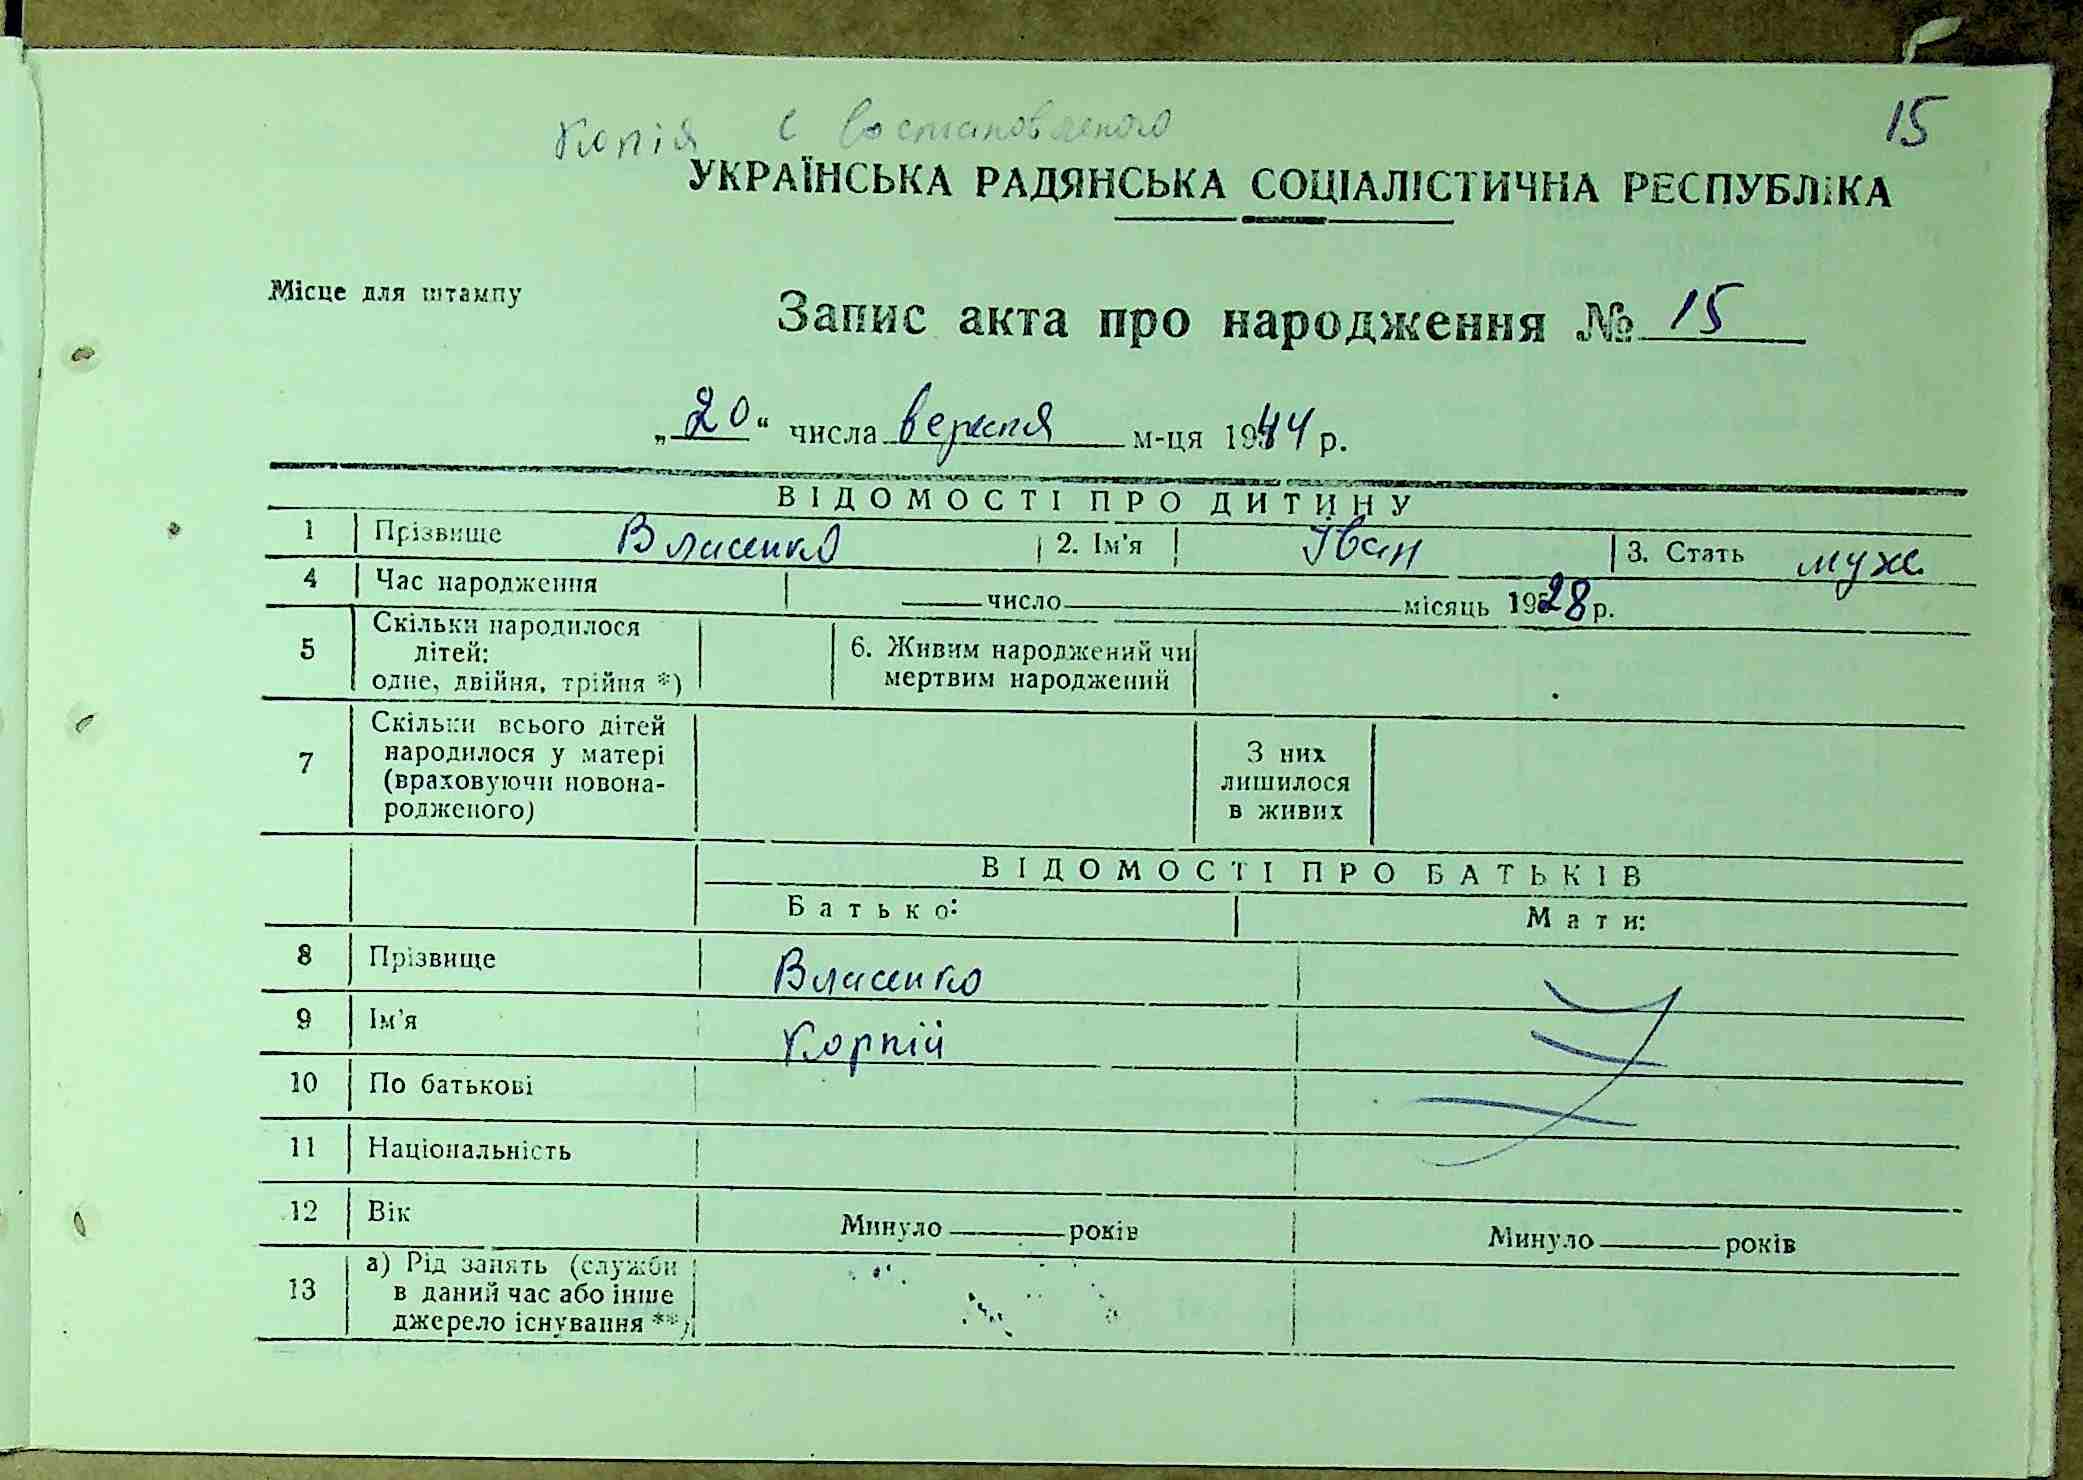 15
Копія с востановленого
УКРАЇНСЬКА РАДЯНСЬКА СОЦІАЛІСТИЧНА РЕСПУБЛІКА
Місце для штампу
Запис акта про народження № 15
„20“ числа вересня м-ця 1944 р.
ВІДОМОСТІ ПРО ДИТИНУ
1 Прізвище Власенко 2. Ім'я Іван 3. Стать муж
4 Час народження число місяць 1928 р.
5 Скільки народилося
літей:
одне, двійня, трійня *)
6. Живим народжений чи
мертвим народжений
7 Скільки всього дітей
народилося у матері
(враховуючи новона-
родженого)
З них
лишилося
в живих
ВІДОМОСТІ ПРО БАТЬКІВ
Батько: Мати:
8 Прізвище Власенко
9 Ім'я Корній
10 По батькові
11 Національність
12 Вік Минуло років Минуло років
13 а) Рід занять (служби
в даний час або інше
джерело існування **)